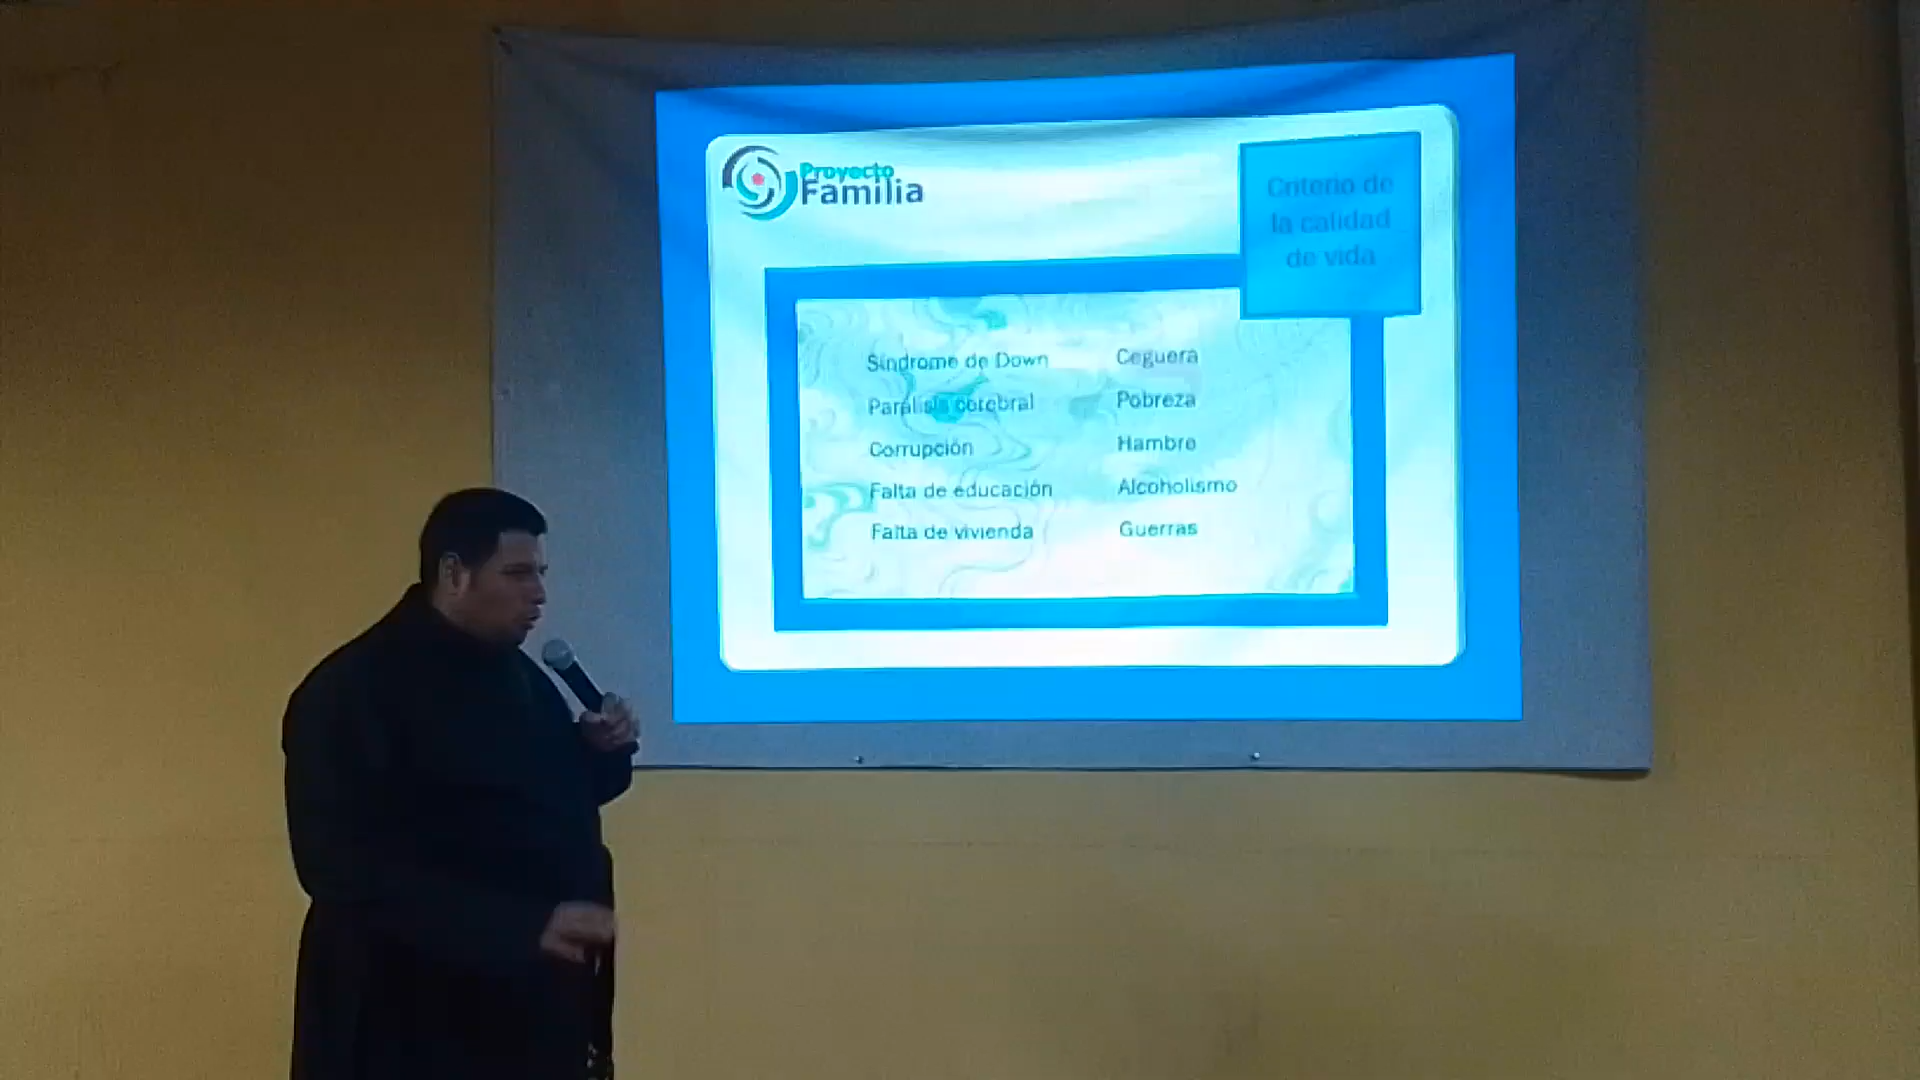 Proyecto
Familia
Criterio de
la calidad
de vida
Síndrome de Down
Parálisis cerebral
Corrupción
Falta de educación
Falta de vivienda
Ceguera
Pobreza
Hambre
Alcoholismo
Guerras